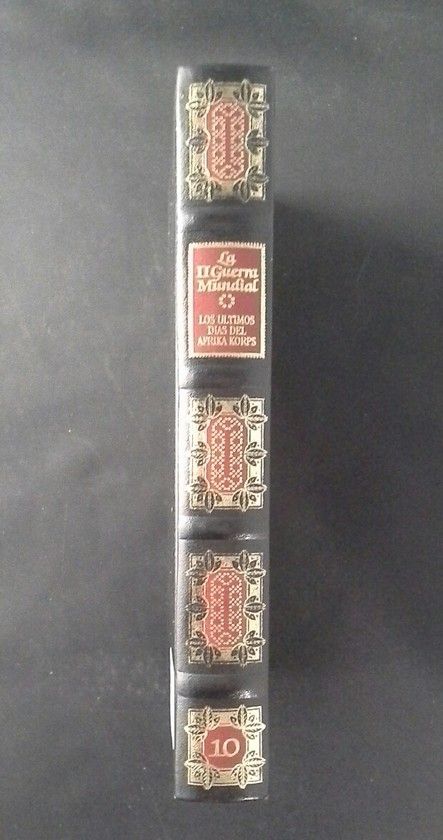 La
II Guerra
Mundial
LOS ULTIMOS
DIAS DEL
AFRIKA KORPS
10